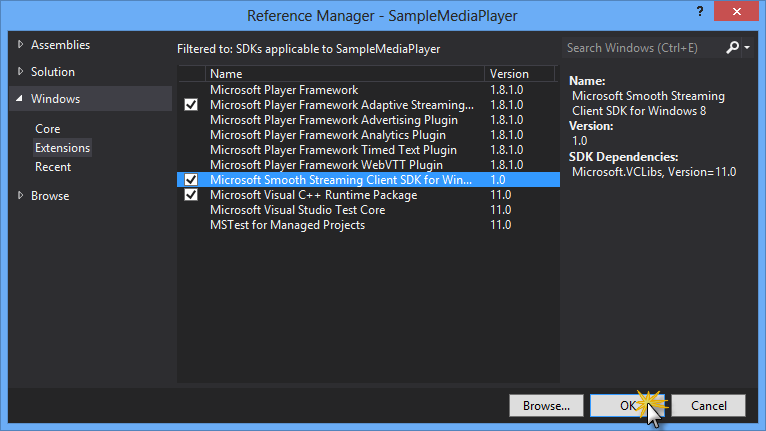 Reference Manager - SampleMediaPlayer
?
Assemblies
Solution
Windows
Core
Extensions
Recent
Browse
Filtered to: SDKs applicable to SampleMediaPlayer
Name Version
Microsoft Player Framework 1.8.1.0
Microsoft Player Framework Adaptive Streaming... 1.8.1.0
Microsoft Player Framework Advertising Plugin 1.8.1.0
Microsoft Player Framework Analytics Plugin 1.8.1.0
Microsoft Player Framework Timed Text Plugin 1.8.1.0
Microsoft Player Framework WebVTT Plugin 1.8.1.0
Microsoft Smooth Streaming Client SDK for Win... 1.0
Microsoft Visual C++ Runtime Package 11.0
Microsoft Visual Studio Test Core 11.0
MSTest for Managed Projects 11.0
Search Windows (Ctrl+E)
Name:
Microsoft Smooth Streaming
Client SDK for Windows 8
Version:
1.0
SDK Dependencies:
Microsoft.VCLibs, Version=11.0
Browse... OK Cancel